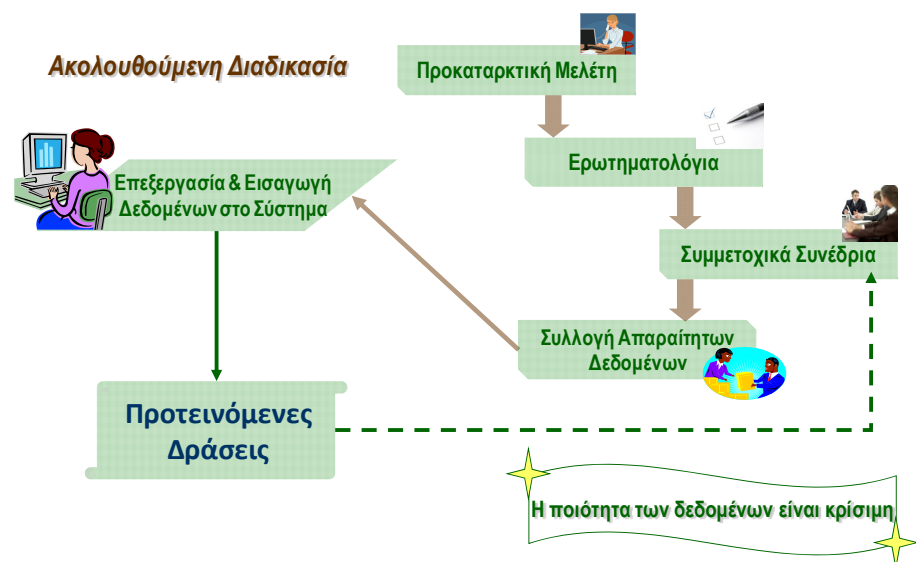 Ακολουθούμενη Διαδικασία
Προκαταρκτική Μελέτη
Ερωτηματολόγια
Επεξεργασία & Εισαγωγή
Δεδομένων στο Σύστημα
Συμμετοχικά Συνέδρια
Συλλογή Απαραίτητων
Δεδομένων
Προτεινόμενες
Δράσεις
Η ποιότητα των δεδομένων είναι κρίσιμη